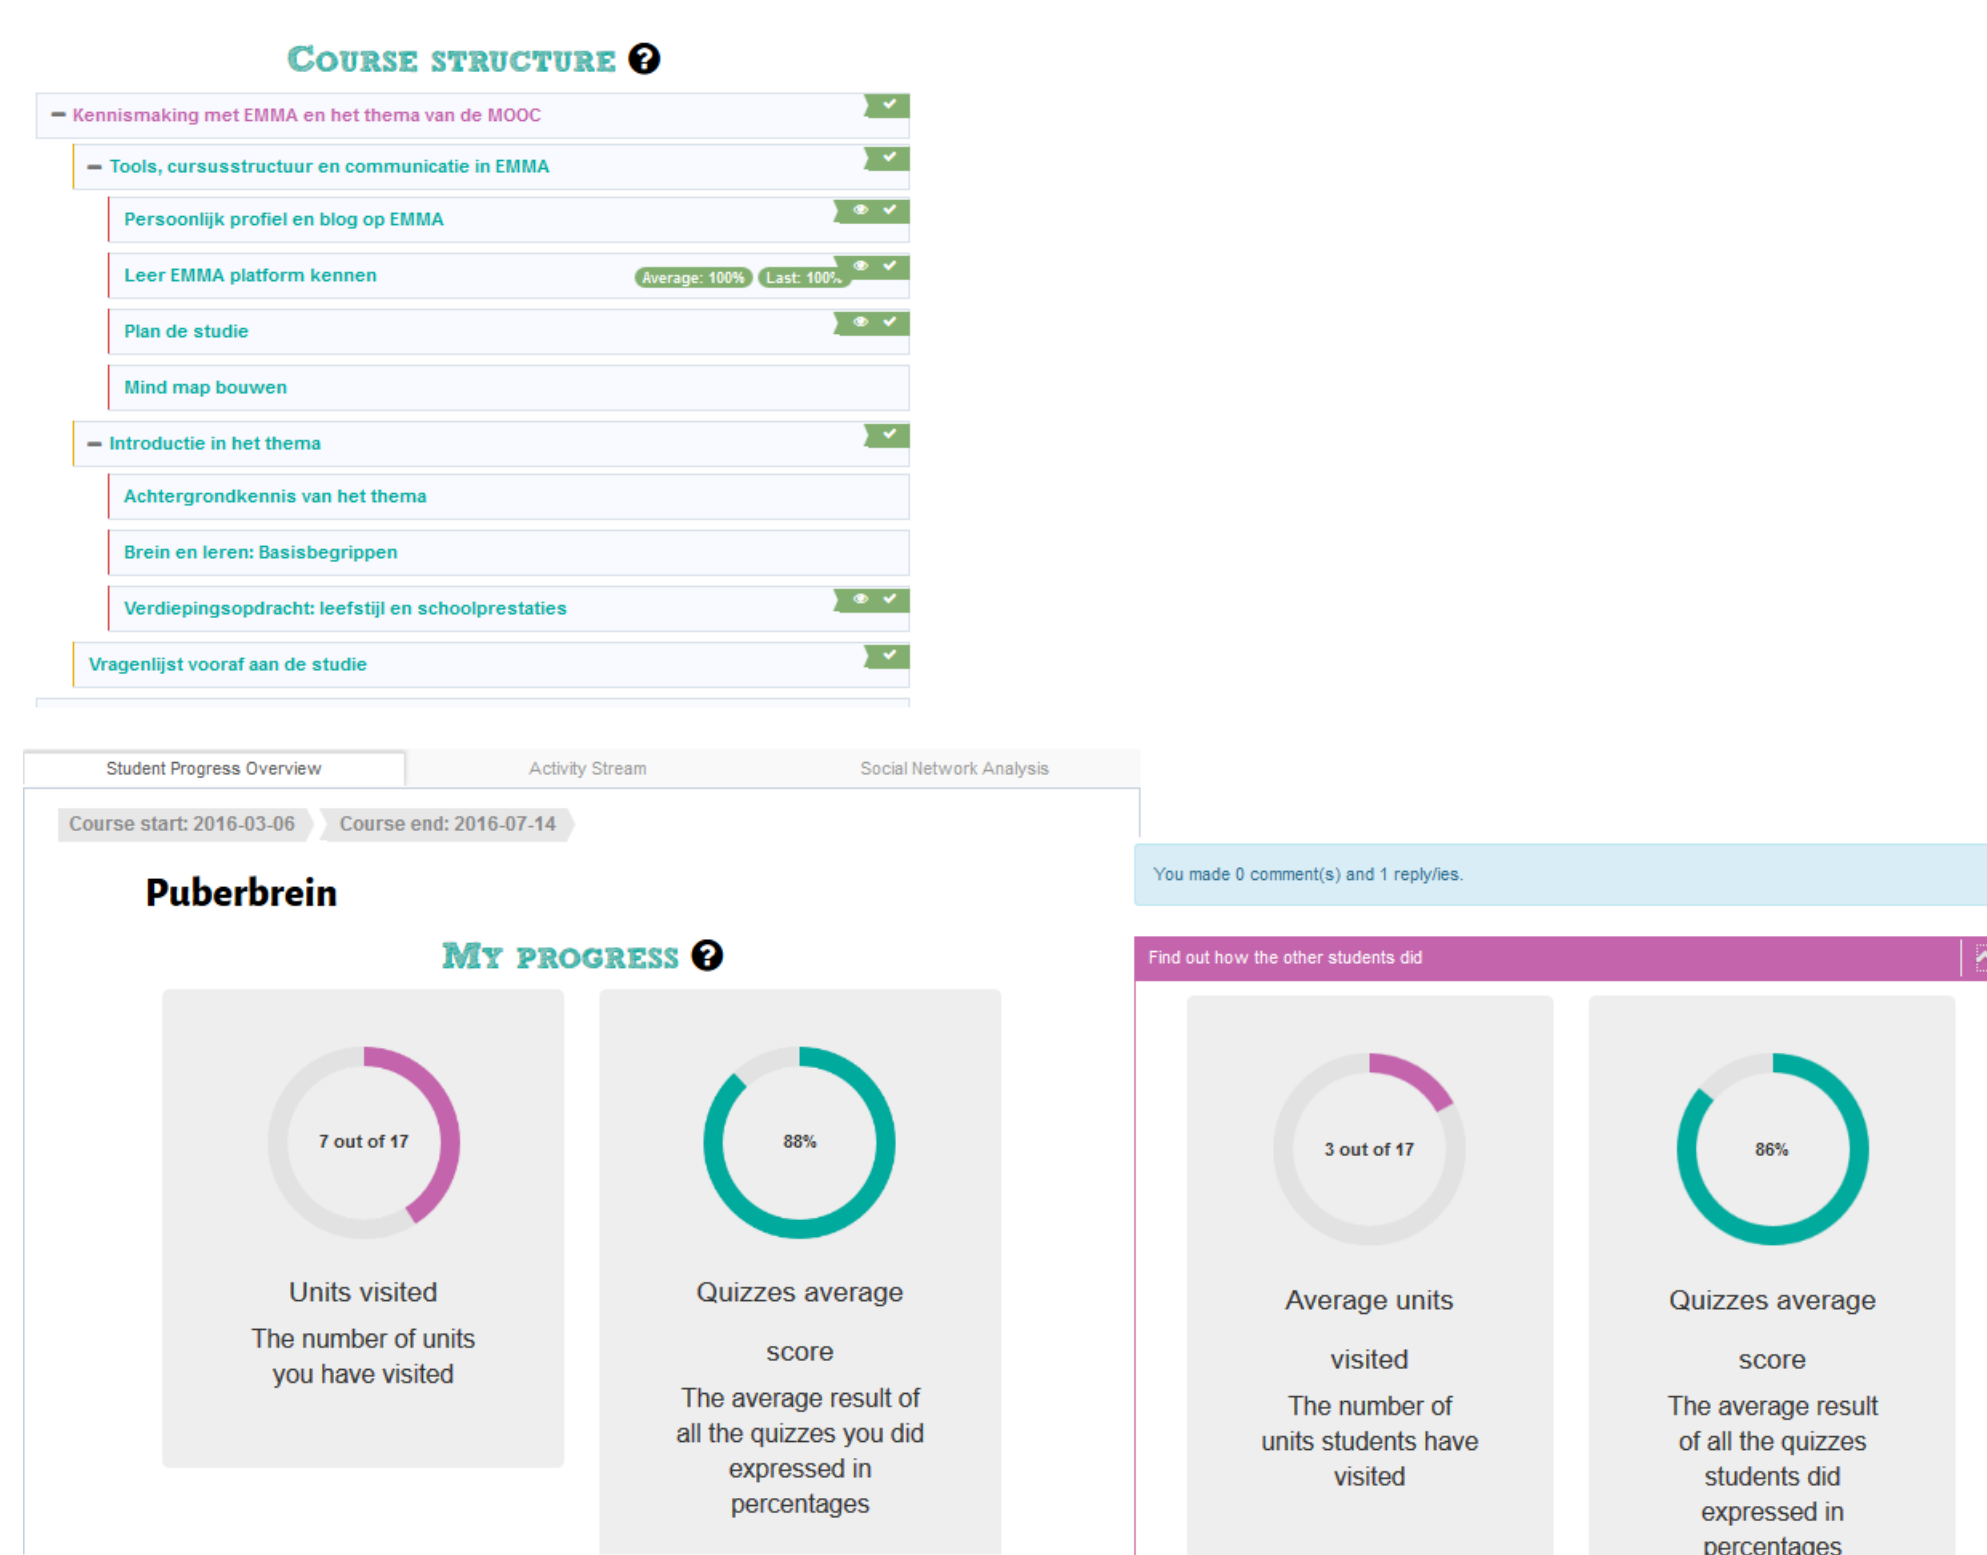 COURSE STRUCTURE ?
Kennismaking met EMMA en het thema van de MOOC
Tools, cursusstructuur en communicatie in EMMA
Persoonlijk profiel en blog op EMMA
Leer EMMA platform kennen Average: 100% Last: 100%
Plan de studie
Mind map bouwen
Introductie in het thema
Achtergrondkennis van het thema
Brein en leren: Basisbegrippen
Verdiepingsopdracht: leefstijl en schoolprestaties
Vragenlijst vooraf aan de studie
Student Progress Overview Activity Stream Social Network Analysis
Course start: 2016-03-06 Course end: 2016-07-14
Puberbrein
MY PROGRESS ?
7 out of 17
Units visited
The number of units
you have visited
88%
Quizzes average
score
The average result of
all the quizzes you did
expressed in
percentages
You made 0 comment(s) and 1 reply/ies.
Find out how the other students did
3 out of 17
Average units
visited
The number of
units students have
visited
86%
Quizzes average
score
The average result
of all the quizzes
students did
expressed in
percentages